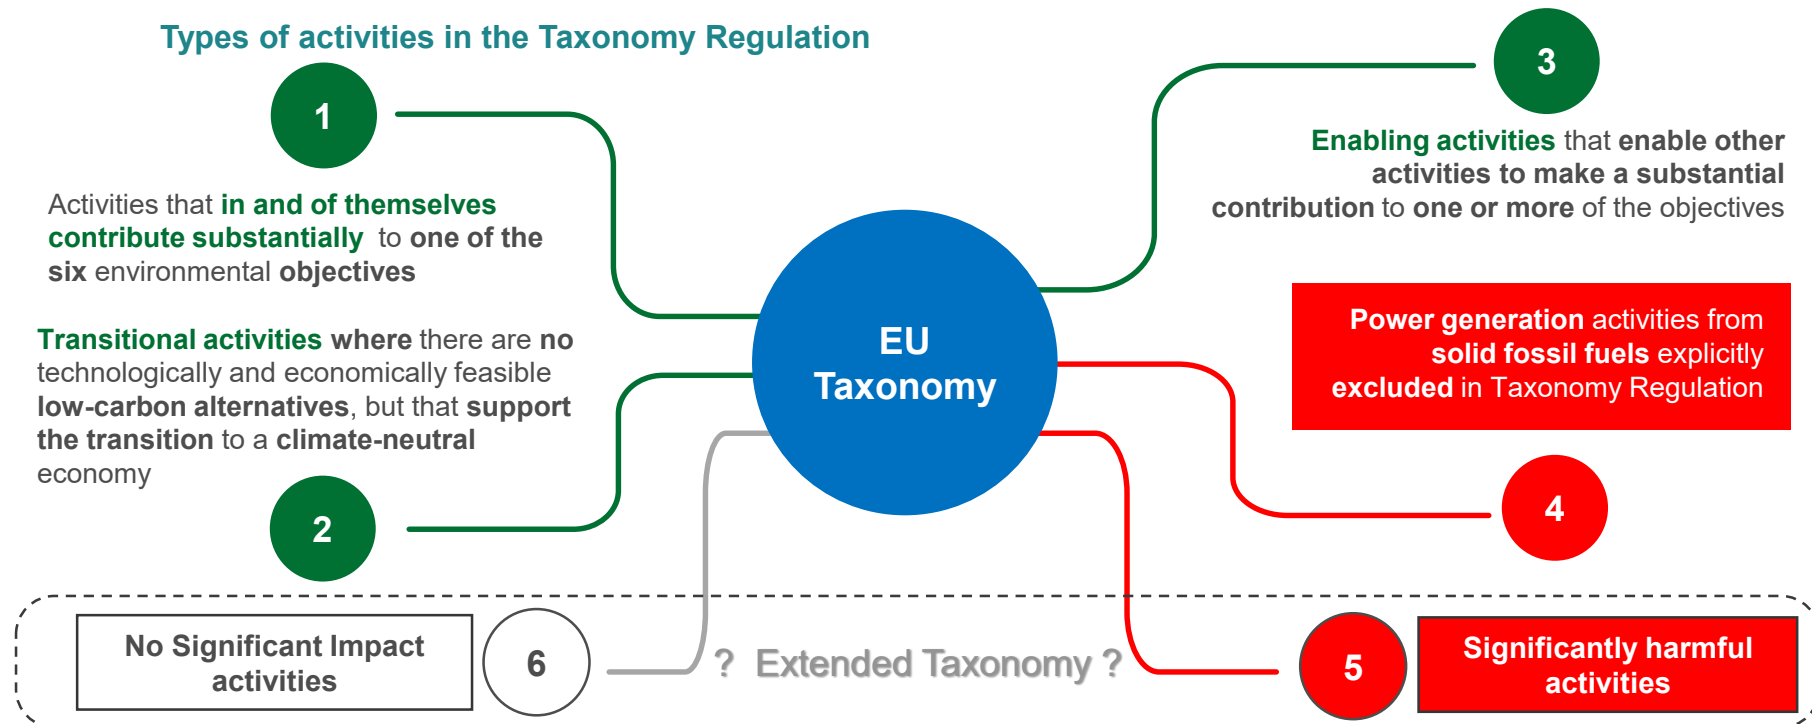 Types of activities in the Taxonomy Regulation
1
Activities that in and of themselves
contribute substantially to one of the
six environmental objectives
Transitional activities where there are no
technologically and economically feasible
low-carbon alternatives, but that support
the transition to a climate-neutral
economy
2
3
Enabling activities that enable other
activities to make a substantial
contribution to one or more of the objectives
EU
Taxonomy
Power generation activities from
solid fossil fuels explicitly
excluded in Taxonomy Regulation
4
No Significant Impact
activities
6
? Extended Taxonomy ?
5
Significantly harmful
activities